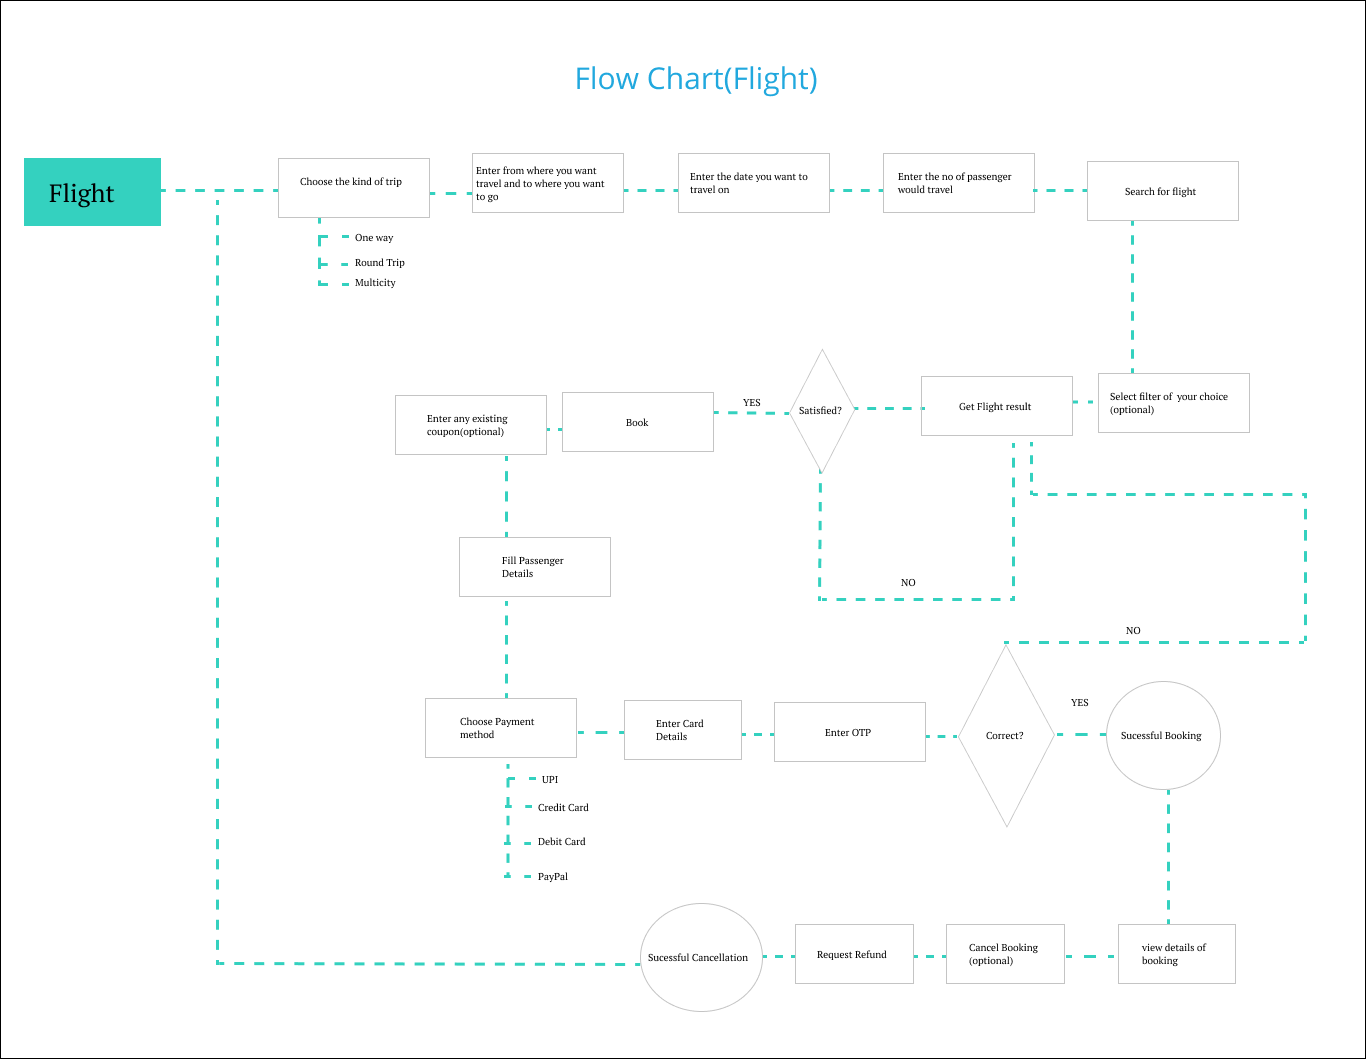 Flow Chart(Flight)
Flight
Choose the kind of trip
Enter from where you want
travel and to where you want
to go
Enter the date you want to
travel on
Enter the no of passenger
would travel
Search for flight
One way
Round Trip
Multicity
Enter any existing
coupon(optional)
Book
YES
Satisfied?
Get Flight result
Select filter of  your choice
(optional)
Fill Passenger
Details
NO
NO
Choose Payment
method
Enter Card
Details
Enter OTP
Correct?
YES
Sucessful Booking
UPI
Credit Card
Debit Card
PayPal
Sucessful Cancellation
Request Refund
Cancel Booking
(optional)
view details of
booking